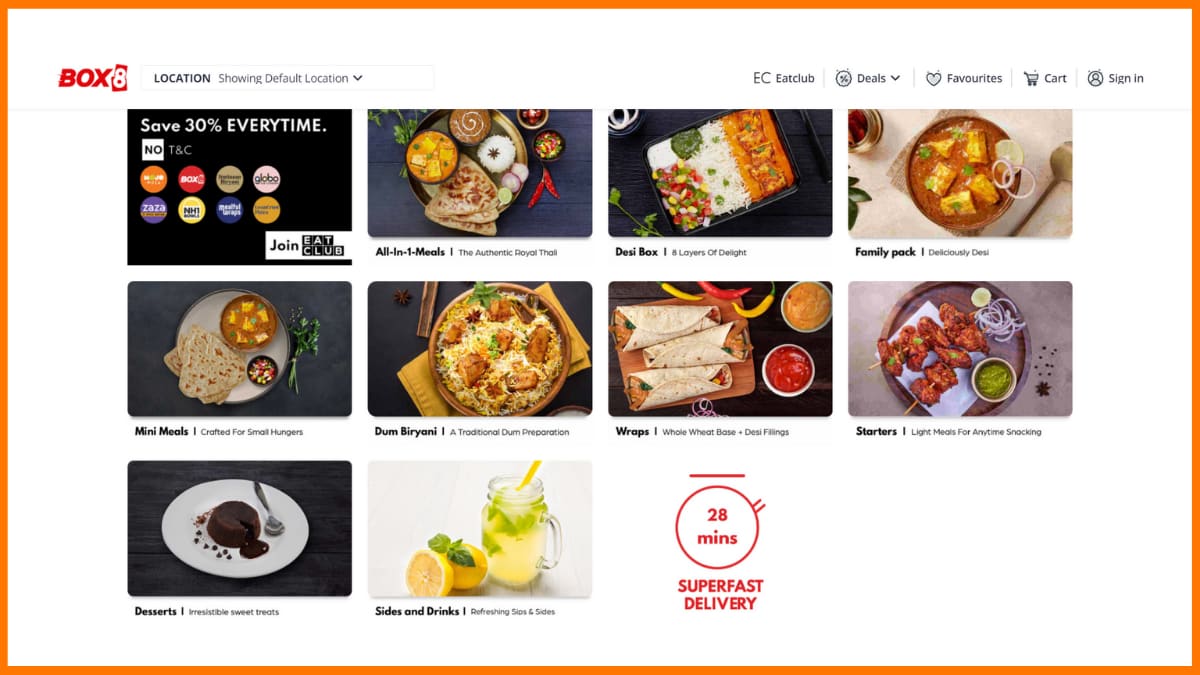 BOX8
LOCATION Showing Default Location
EC Eatclub
Deals
Favourites
Cart
Sign in
Save 30% EVERYTIME.
NO T&C
MOJO PIZZA
BOX8
globo
ZAZA
NH1 BOWLS
mealful wraps
Join EAT CLUB
All-In-1-Meals | The Authentic Royal Thali
Desi Box | 8 Layers Of Delight
Family pack | Deliciously Desi
Mini Meals | Crafted For Small Hungers
Dum Biryani | A Traditional Dum Preparation
Wraps | Whole Wheat Base + Desi Fillings
Starters | Light Meals For Anytime Snacking
Desserts | Irresistible sweet treats
Sides and Drinks | Refreshing Sips & Sides
28
mins
SUPERFAST
DELIVERY